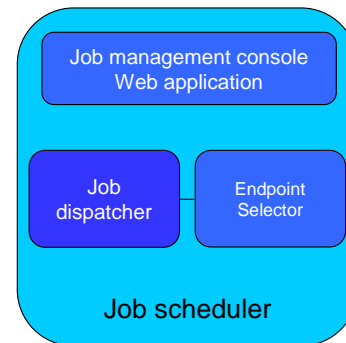 Job management console
Web application
Job
dispatcher
Endpoint
Selector
Job scheduler